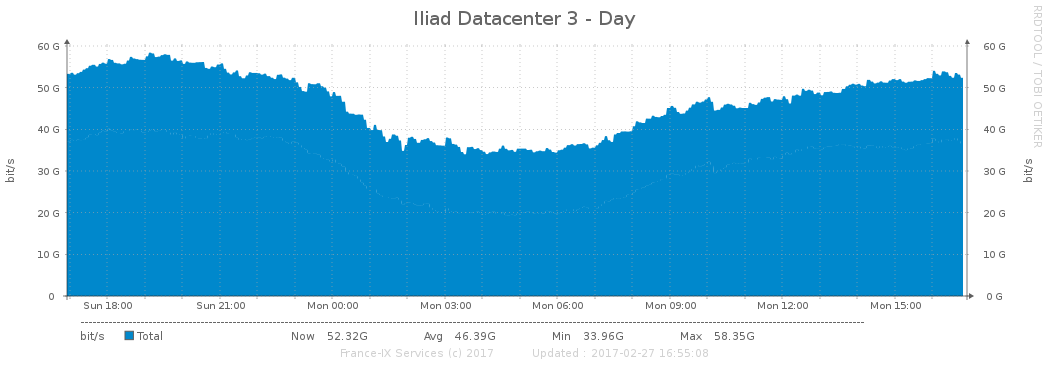 Iliad Datacenter 3 - Day
RRDTOOL / TOBI OETIKER
60 G 60 G
50 G 50 G
40 G 40 G
30 G 30 G
20 G 20 G
10 G 10 G
0 0 G
bit/s bit/s
Sun 18:00 Sun 21:00 Mon 00:00 Mon 03:00 Mon 06:00 Mon 09:00 Mon 12:00 Mon 15:00
bit/s Total Now 52.32G Avg 46.39G Min 33.96G Max 58.35G
France-IX Services (c) 2017 Updated : 2017-02-27 16:55:08